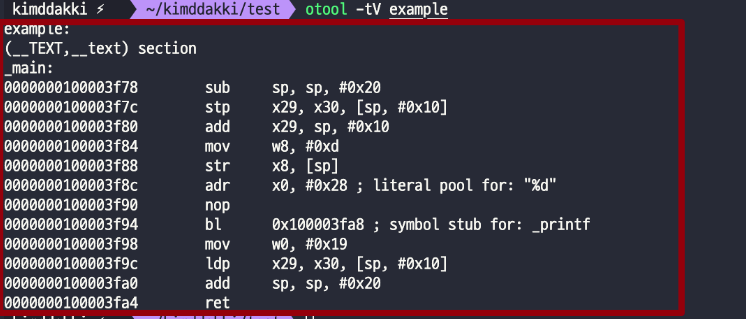 kimddakki ⚡ ~/kimddakki/test otool -tV example
example:
(__TEXT,__text) section
_main:
0000000100003f78 sub sp, sp, #0x20
0000000100003f7c stp x29, x30, [sp, #0x10]
0000000100003f80 add x29, sp, #0x10
0000000100003f84 mov w8, #0xd
0000000100003f88 str x8, [sp]
0000000100003f8c adr x0, #0x28 ; literal pool for: "%d"
0000000100003f90 nop
0000000100003f94 bl 0x100003fa8 ; symbol stub for: _printf
0000000100003f98 mov w0, #0x19
0000000100003f9c ldp x29, x30, [sp, #0x10]
0000000100003fa0 add sp, sp, #0x20
0000000100003fa4 ret